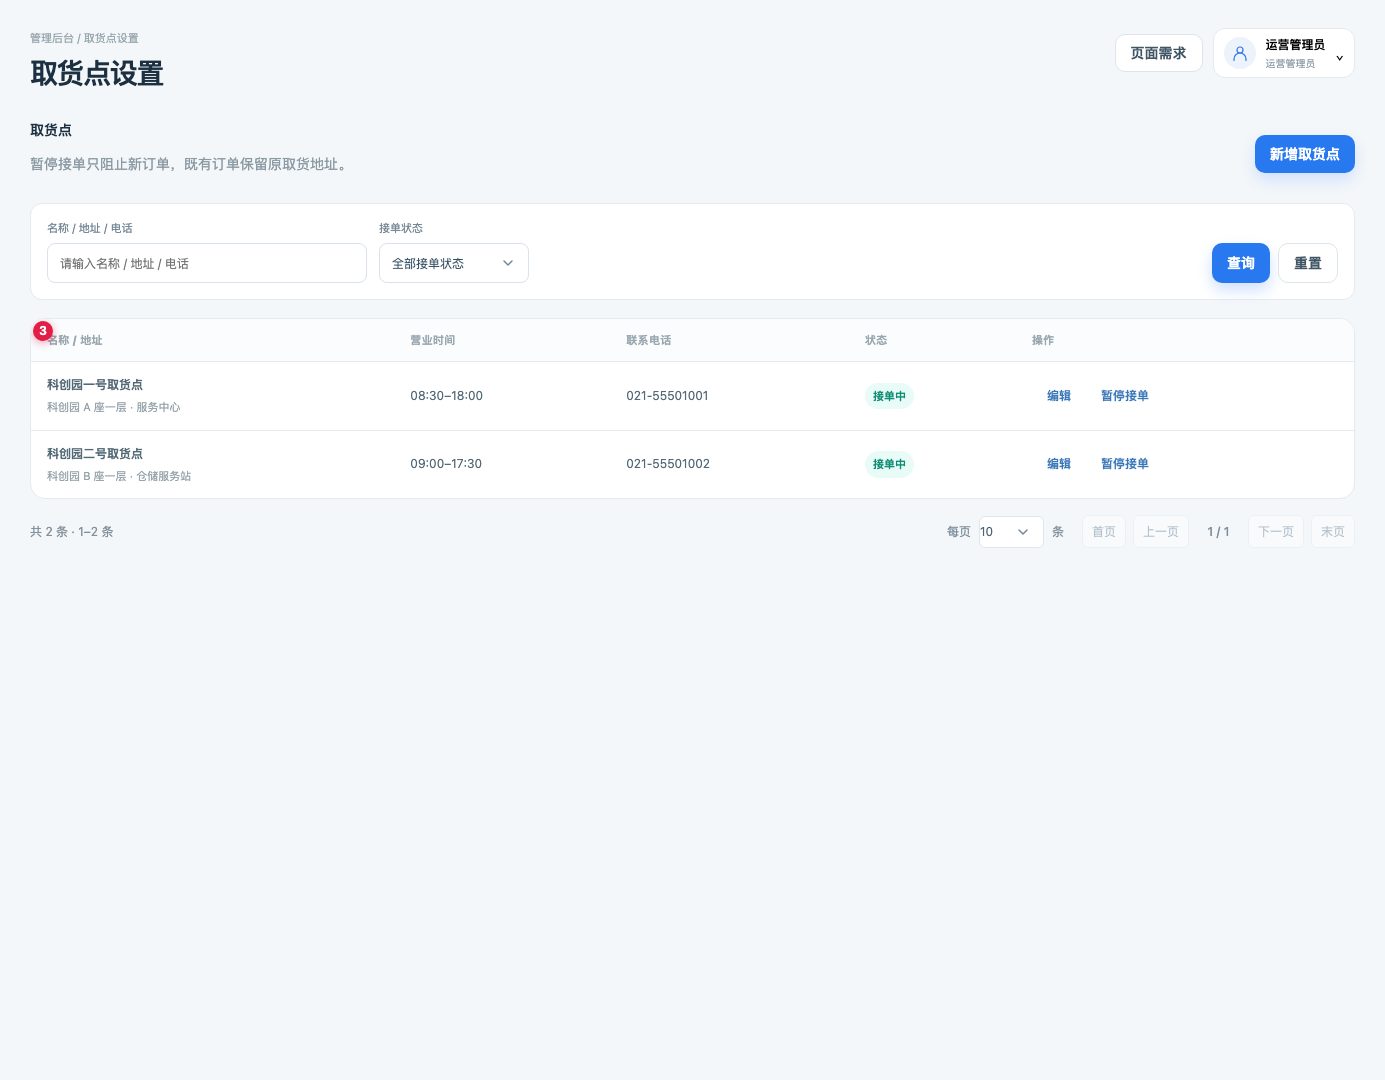 管理后台 / 取货点设置
取货点设置
页面需求
运营管理员
运营管理员
取货点
暂停接单只阻止新订单，既有订单保留原取货地址。
新增取货点
名称 / 地址 / 电话
接单状态
请输入名称 / 地址 / 电话
全部接单状态
查询
重置
3
名称 / 地址
营业时间
联系电话
状态
操作
科创园一号取货点
科创园 A 座一层 · 服务中心
08:30–18:00
021-55501001
接单中
编辑
暂停接单
科创园二号取货点
科创园 B 座一层 · 仓储服务站
09:00–17:30
021-55501002
接单中
编辑
暂停接单
共 2 条 · 1–2 条
每页
10
条
首页
上一页
1 / 1
下一页
末页